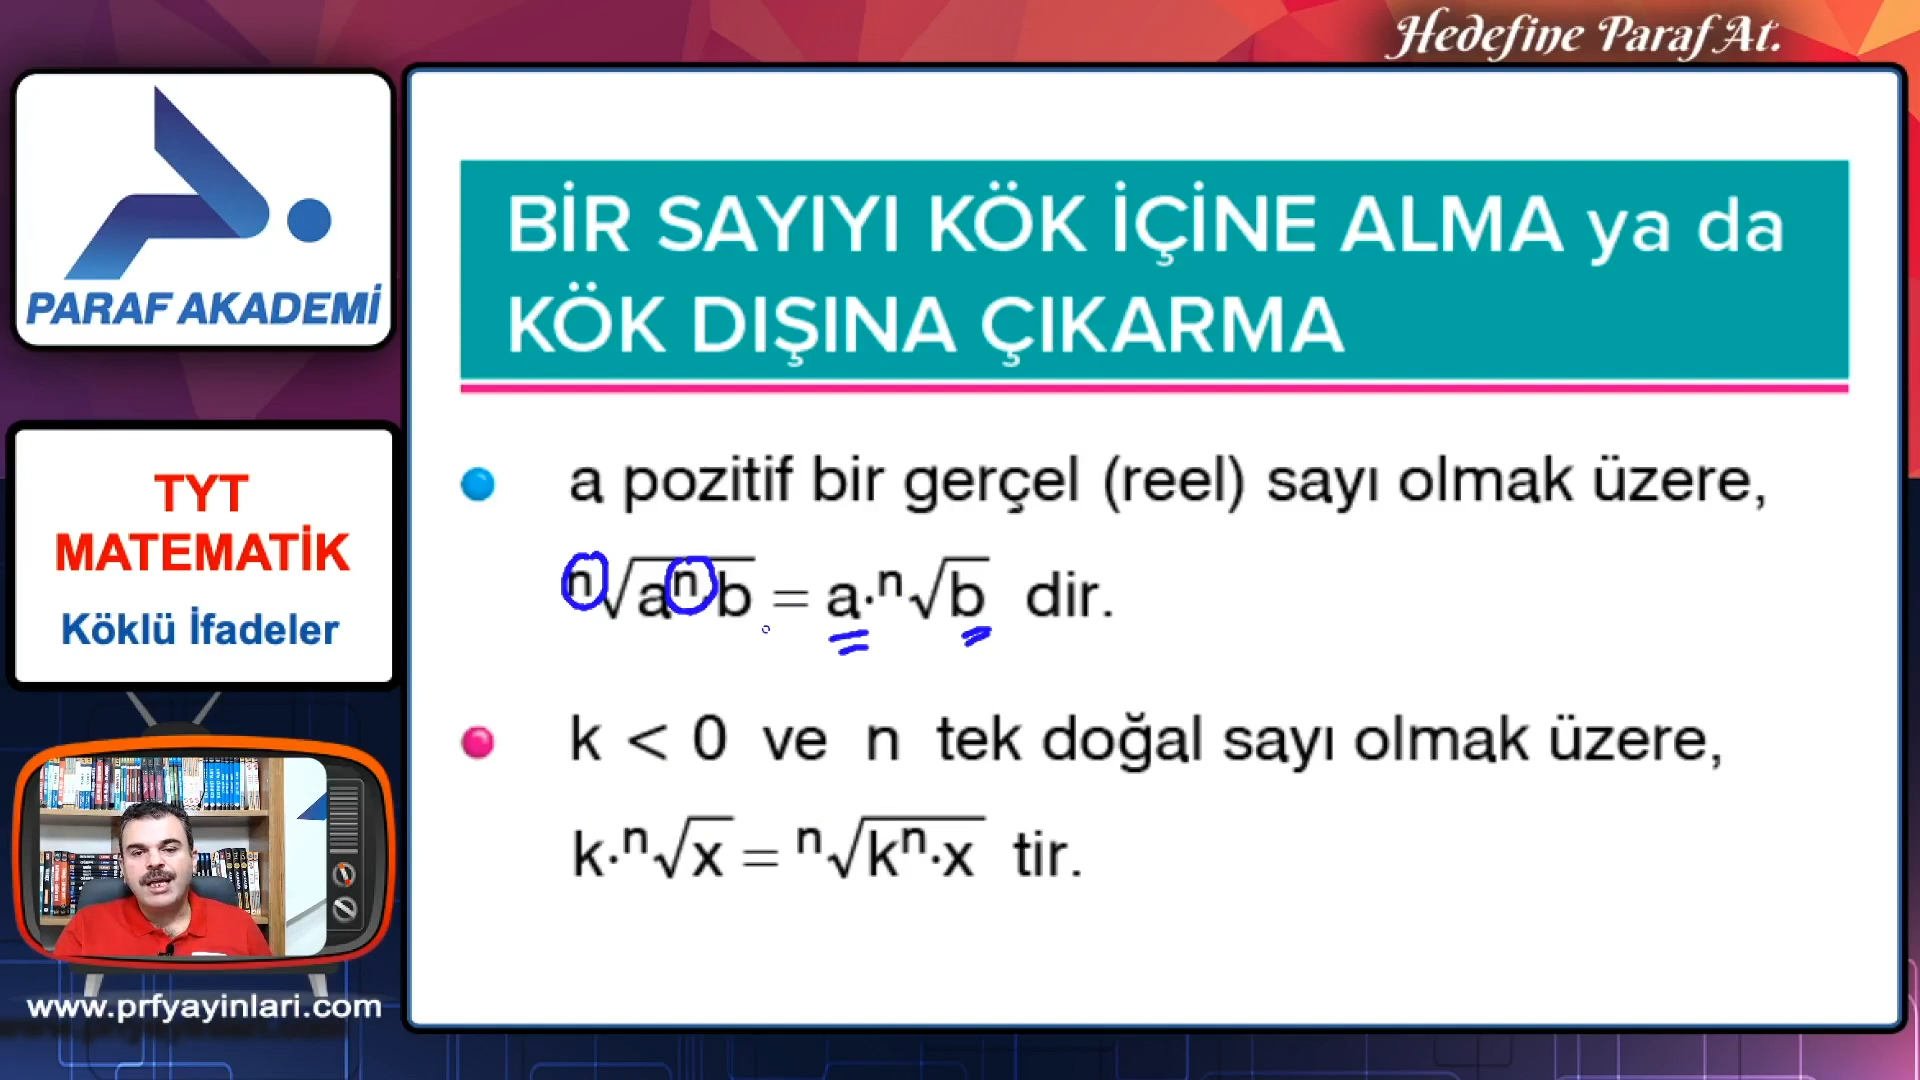 Hedefine Paraf At.
PARAF AKADEMİ
BİR SAYIYI KÖK İÇİNE ALMA ya da
KÖK DIŞINA ÇIKARMA
a pozitif bir gerçel (reel) sayı olmak üzere,
ⁿ√(aⁿ·b) = a·ⁿ√b dir.
k < 0 ve n tek doğal sayı olmak üzere,
k·ⁿ√x = ⁿ√(kⁿ·x) tir.
TYT
MATEMATİK
Köklü İfadeler
www.prfyayinlari.com